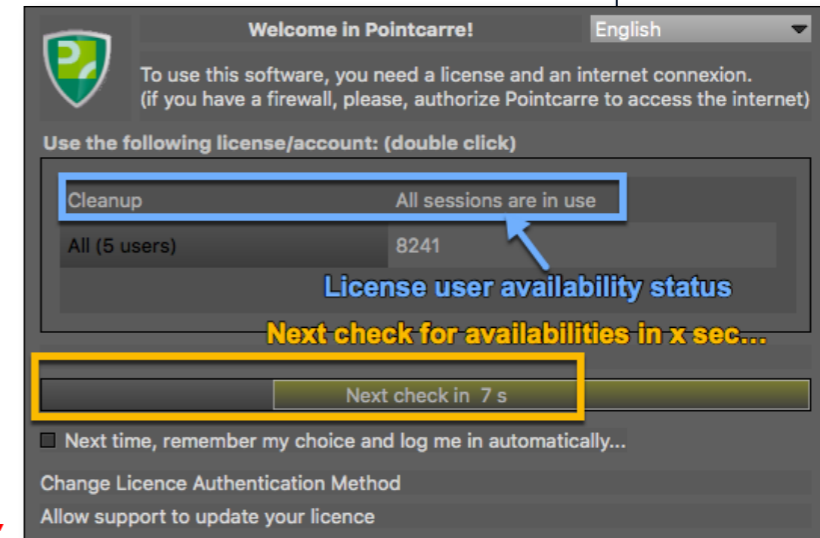 Welcome in Pointcarre!
English
To use this software, you need a license and an internet connexion.
(if you have a firewall, please, authorize Pointcarre to access the internet)
Use the following license/account: (double click)
Cleanup All sessions are in use
All (5 users) 8241
License user availability status
Next check for availabilities in x sec...
Next check in 7 s
Next time, remember my choice and log me in automatically...
Change Licence Authentication Method
Allow support to update your licence